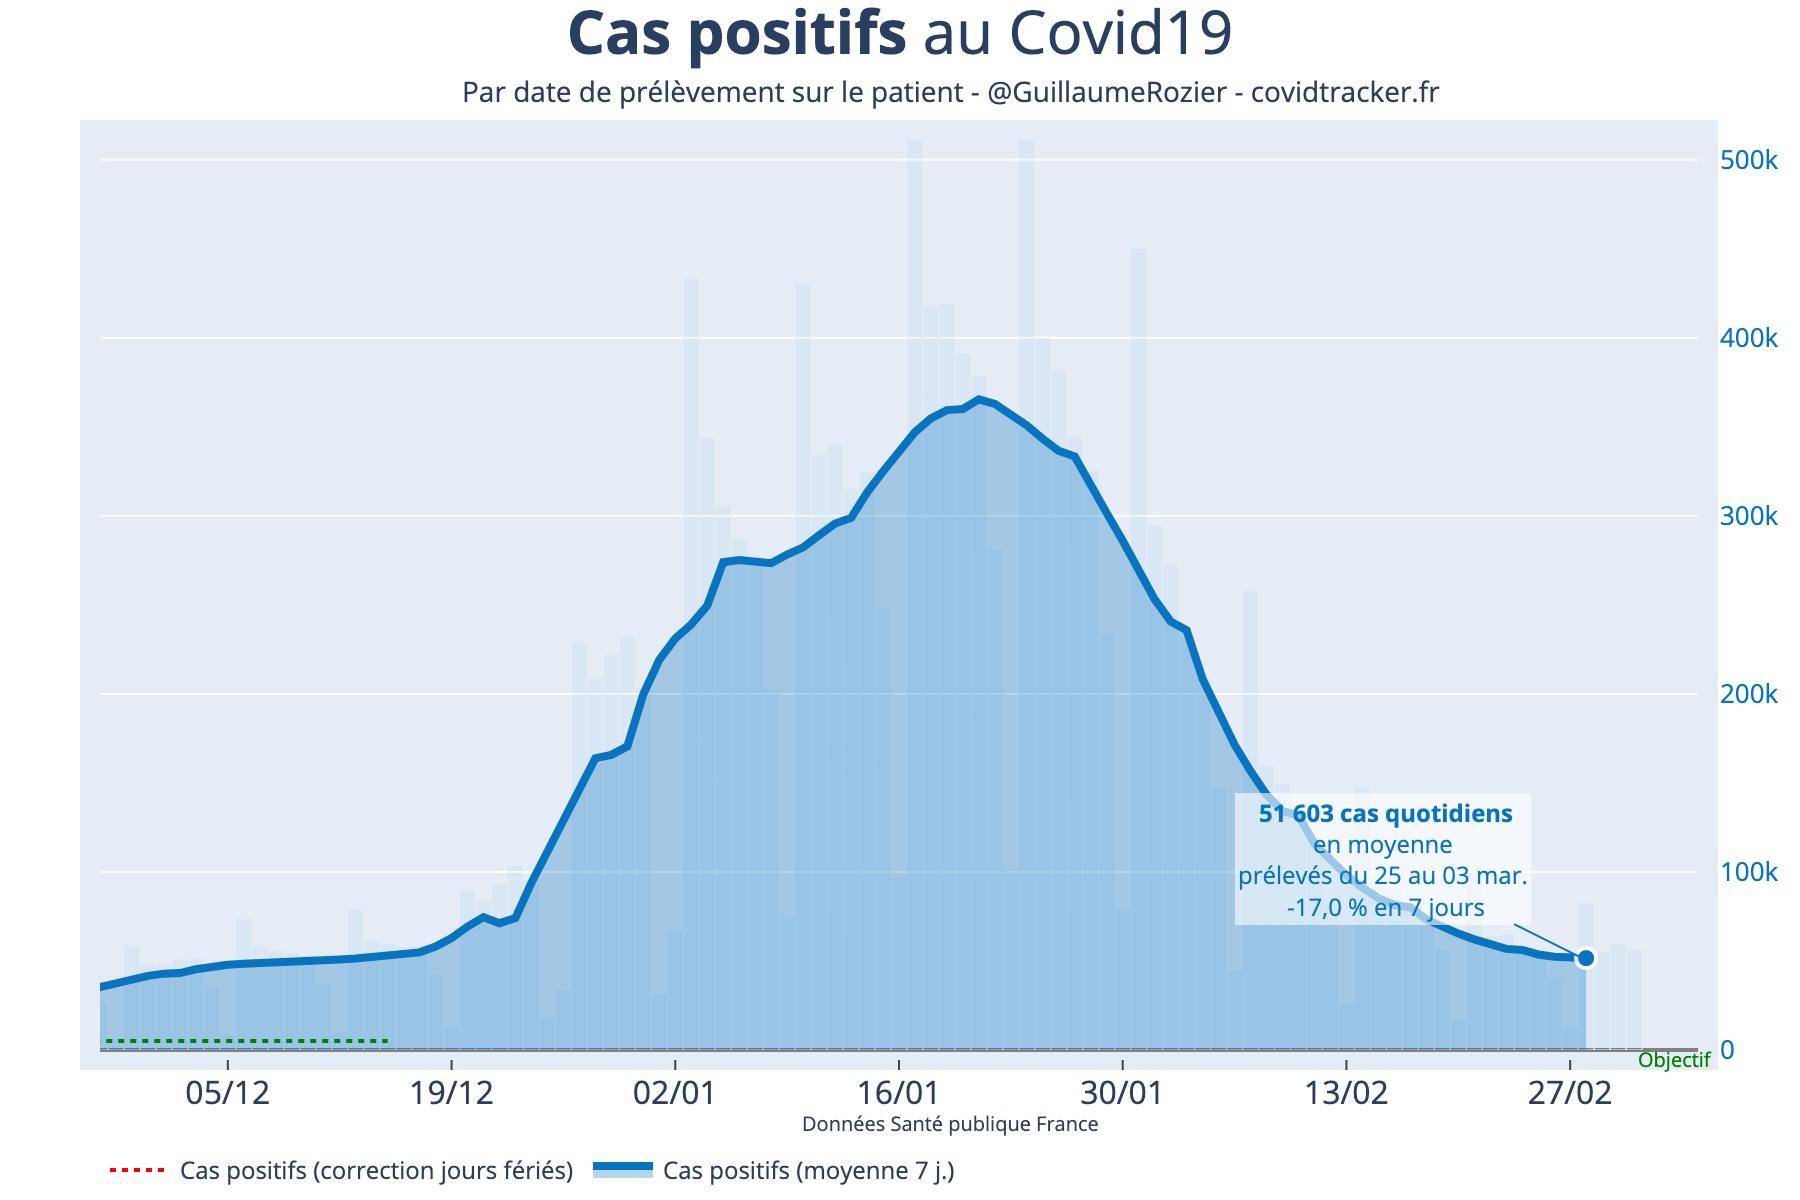 Cas positifs au Covid19
Par date de prélèvement sur le patient - @GuillaumeRozier - covidtracker.fr
500k
400k
300k
200k
100k
0
51 603 cas quotidiens
en moyenne
prélevés du 25 au 03 mar.
-17,0 % en 7 jours
Objectif
05/12 19/12 02/01 16/01 30/01 13/02 27/02
Données Santé publique France
Cas positifs (correction jours fériés) Cas positifs (moyenne 7 j.)